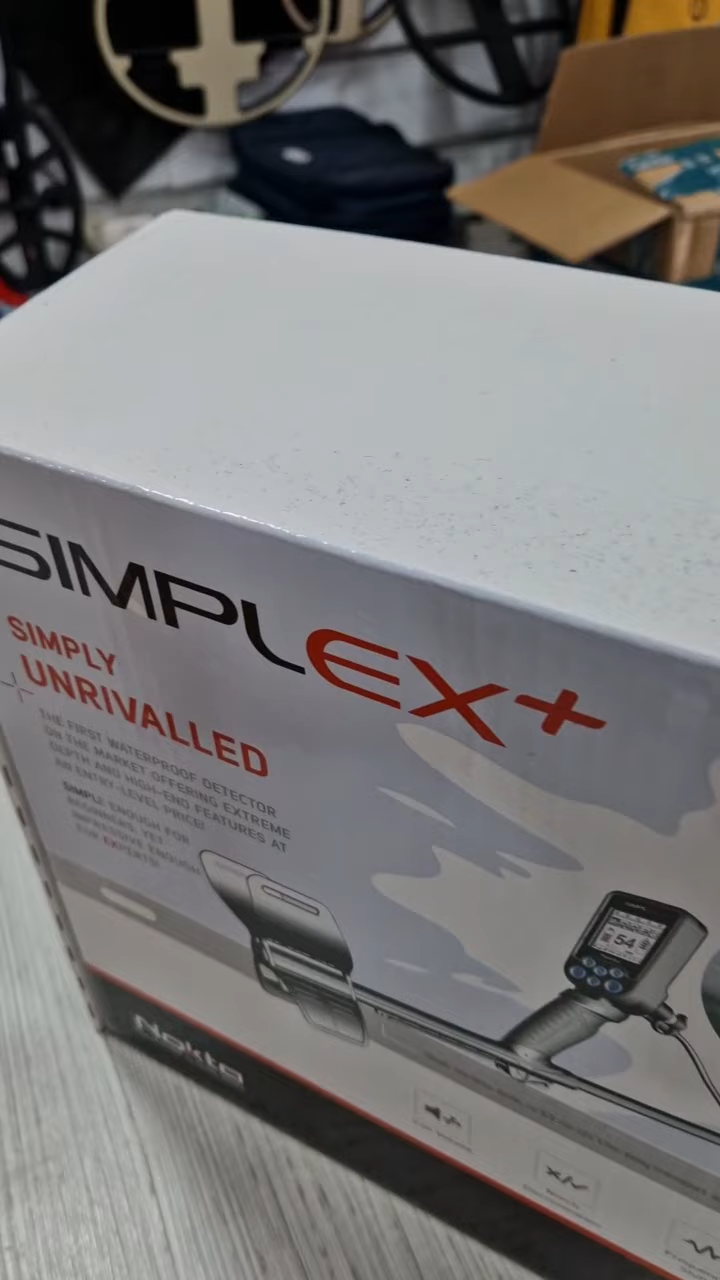 SIMPLEX+
SIMPLY
UNRIVALLED
THE FIRST WATERPROOF DETECTOR
ON THE MARKET OFFERING EXTREME
DEPTH AND HIGH-END FEATURES AT
AN ENTRY-LEVEL PRICE!
SIMPLE ENOUGH FOR
BEGINNERS, YET
IMPRESSIVE ENOUGH
FOR EXPERTS!
54
Nokta